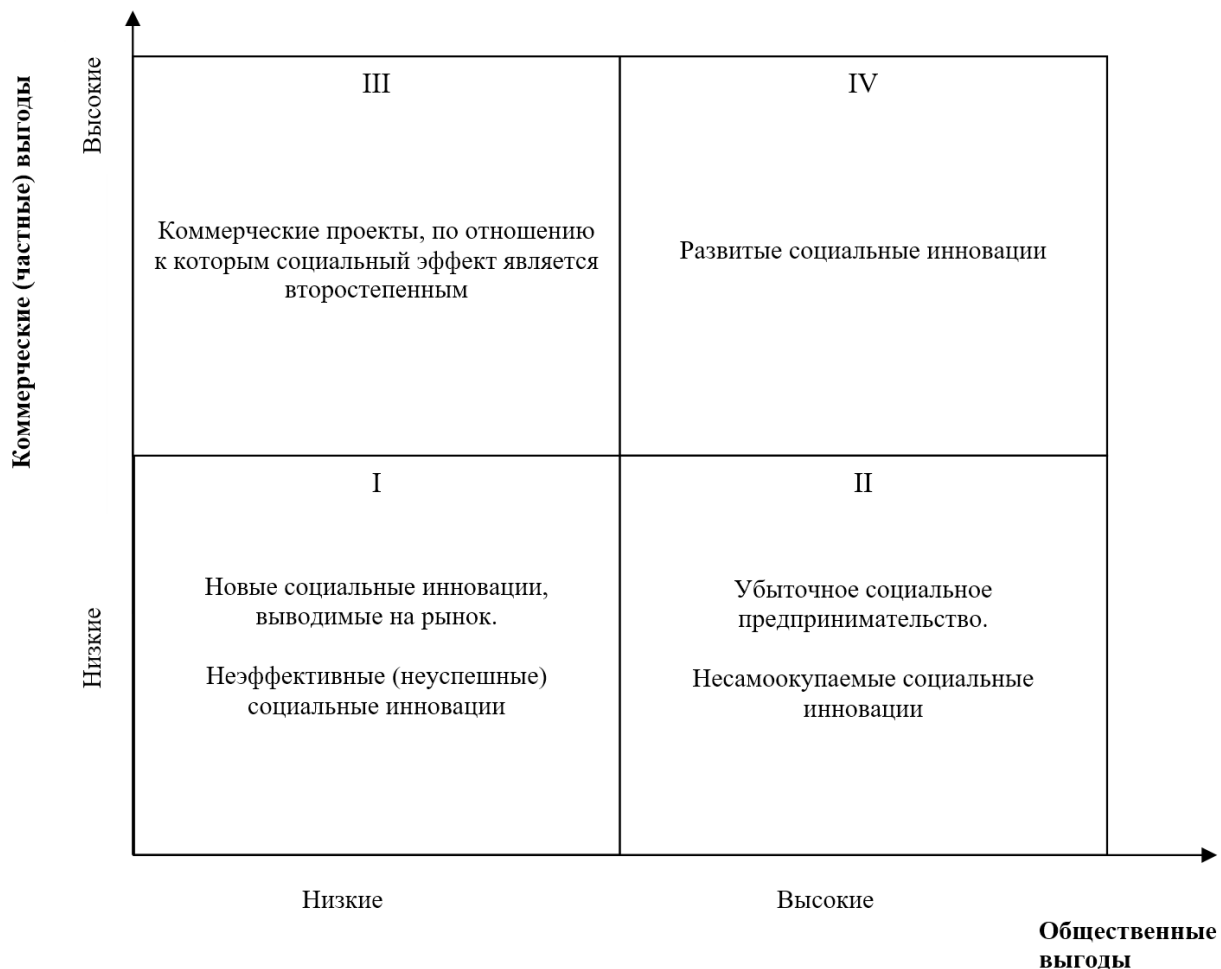 Коммерческие (частные) выгоды
Высокие
Низкие
III
Коммерческие проекты, по отношению
к которым социальный эффект является
второстепенным
IV
Развитые социальные инновации
I
Новые социальные инновации,
выводимые на рынок.
Неэффективные (неуспешные)
социальные инновации
II
Убыточное социальное
предпринимательство.
Несамоокупаемые социальные
инновации
Низкие
Высокие
Общественные
выгоды